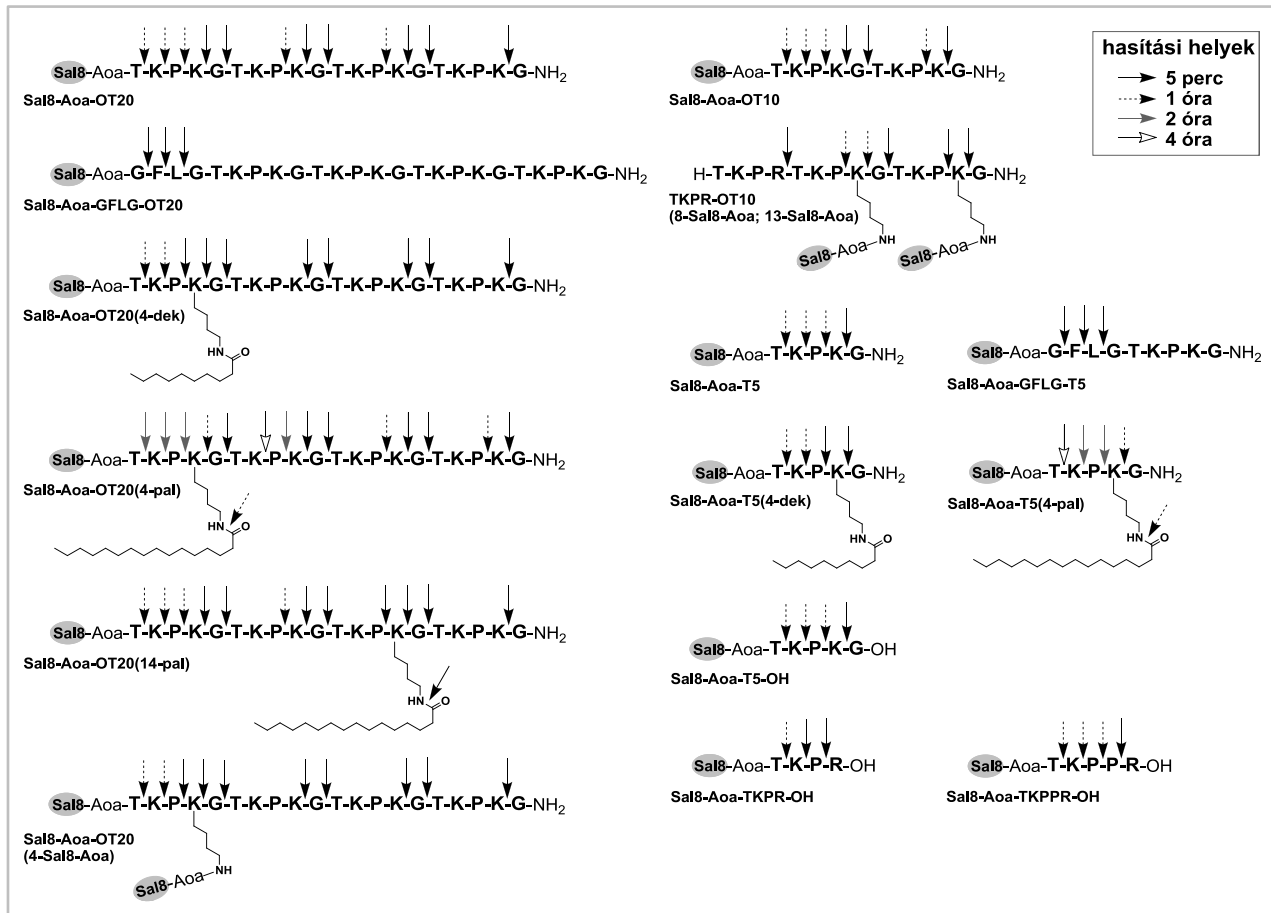 Sal8-Aoa-T-K-P-K-G-T-K-P-K-G-T-K-P-K-G-T-K-P-K-G-NH2
Sal8-Aoa-OT20
Sal8-Aoa-G-F-L-G-T-K-P-K-G-T-K-P-K-G-T-K-P-K-G-T-K-P-K-G-NH2
Sal8-Aoa-GFLG-OT20
Sal8-Aoa-T-K-P-K-G-T-K-P-K-G-T-K-P-K-G-T-K-P-K-G-NH2
Sal8-Aoa-OT20(4-dek)
HN
O
Sal8-Aoa-T-K-P-K-G-T-K-P-K-G-T-K-P-K-G-T-K-P-K-G-NH2
Sal8-Aoa-OT20(4-pal)
HN
O
Sal8-Aoa-T-K-P-K-G-T-K-P-K-G-T-K-P-K-G-T-K-P-K-G-NH2
Sal8-Aoa-OT20(14-pal)
HN
O
Sal8-Aoa-T-K-P-K-G-T-K-P-K-G-T-K-P-K-G-T-K-P-K-G-NH2
Sal8-Aoa-OT20
(4-Sal8-Aoa)
Sal8-Aoa-NH
Sal8-Aoa-T-K-P-K-G-T-K-P-K-G-NH2
Sal8-Aoa-OT10
hasítási helyek
5 perc
1 óra
2 óra
4 óra
H-T-K-P-R-T-K-P-K-G-T-K-P-K-G-NH2
TKPR-OT10
(8-Sal8-Aoa; 13-Sal8-Aoa)
Sal8-Aoa-NH
Sal8-Aoa-NH
Sal8-Aoa-T-K-P-K-G-NH2
Sal8-Aoa-T5
Sal8-Aoa-G-F-L-G-T-K-P-K-G-NH2
Sal8-Aoa-GFLG-T5
Sal8-Aoa-T-K-P-K-G-NH2
Sal8-Aoa-T5(4-dek)
HN
O
Sal8-Aoa-T-K-P-K-G-NH2
Sal8-Aoa-T5(4-pal)
HN
O
Sal8-Aoa-T-K-P-K-G-OH
Sal8-Aoa-T5-OH
Sal8-Aoa-T-K-P-R-OH
Sal8-Aoa-TKPR-OH
Sal8-Aoa-T-K-P-P-R-OH
Sal8-Aoa-TKPPR-OH